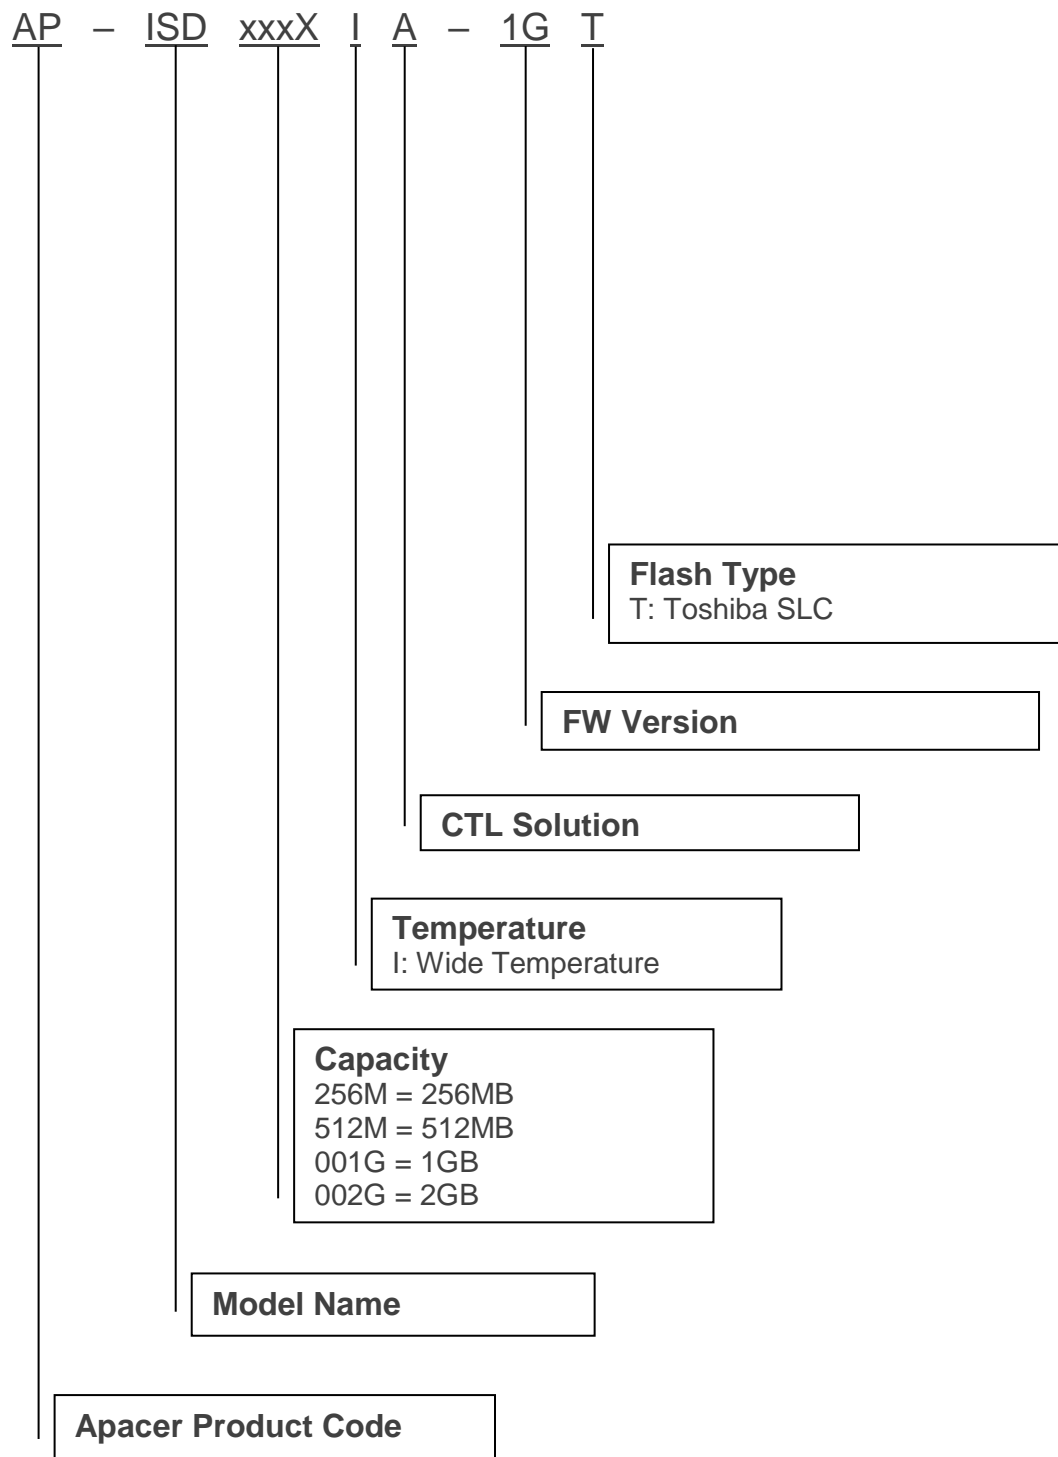 AP – ISD xxxX I A – 1G T
Flash Type
T: Toshiba SLC
FW Version
CTL Solution
Temperature
I: Wide Temperature
Capacity
256M = 256MB
512M = 512MB
001G = 1GB
002G = 2GB
Model Name
Apacer Product Code